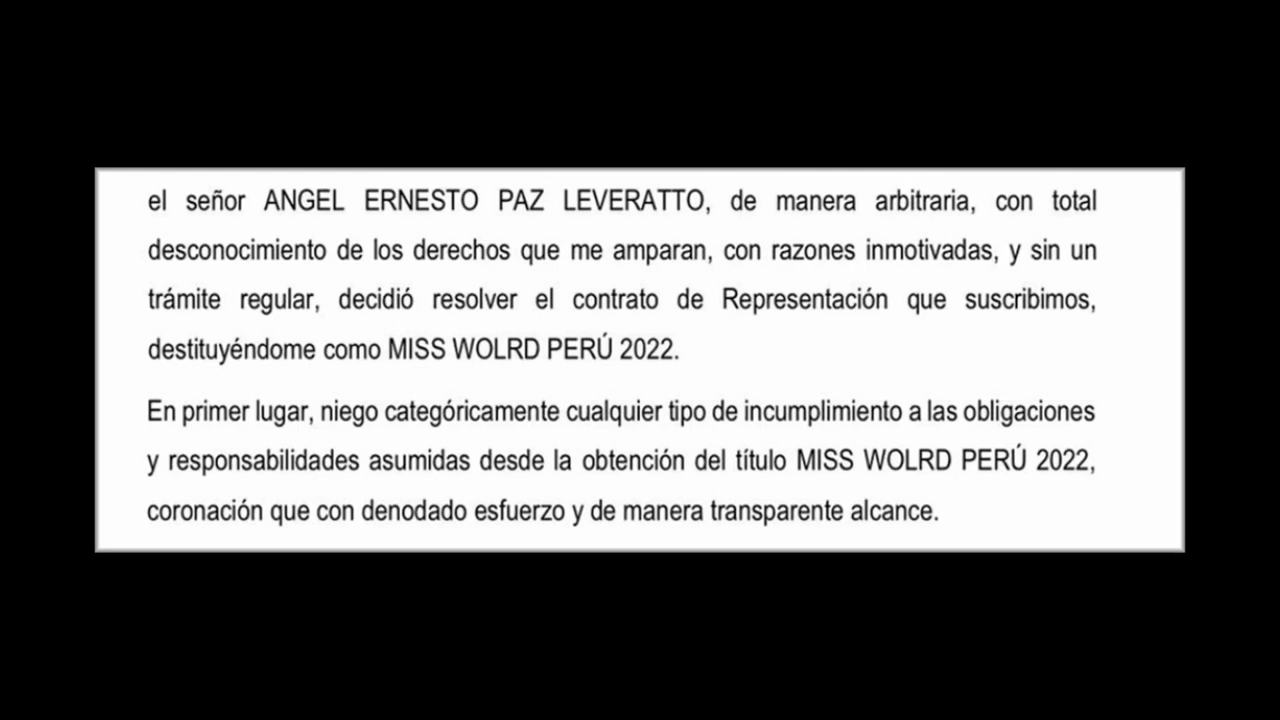 el señor ANGEL ERNESTO PAZ LEVERATTO, de manera arbitraria, con total
desconocimiento de los derechos que me amparan, con razones inmotivadas, y sin un
trámite regular, decidió resolver el contrato de Representación que suscribimos,
destituyéndome como MISS WOLRD PERÚ 2022.
En primer lugar, niego categóricamente cualquier tipo de incumplimiento a las obligaciones
y responsabilidades asumidas desde la obtención del título MISS WOLRD PERÚ 2022,
coronación que con denodado esfuerzo y de manera transparente alcance.